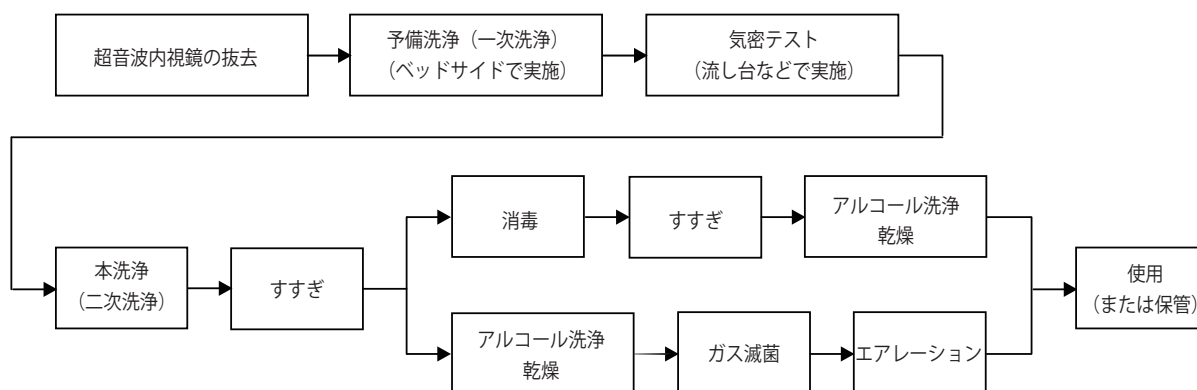 超音波内視鏡の抜去
予備洗浄（一次洗浄）
（ベッドサイドで実施）
気密テスト
（流し台などで実施）
本洗浄
（二次洗浄）
すすぎ
消毒
すすぎ
アルコール洗浄
乾燥
アルコール洗浄
乾燥
ガス滅菌
エアレーション
使用
（または保管）